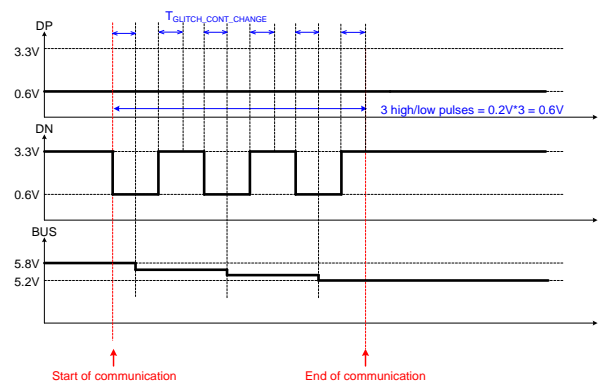 DP
T_GLITCH_CONT_CHANGE
3.3V
0.6V
3 high/low pulses = 0.2V*3 = 0.6V
DN
3.3V
0.6V
BUS
5.8V
5.2V
Start of communication
End of communication